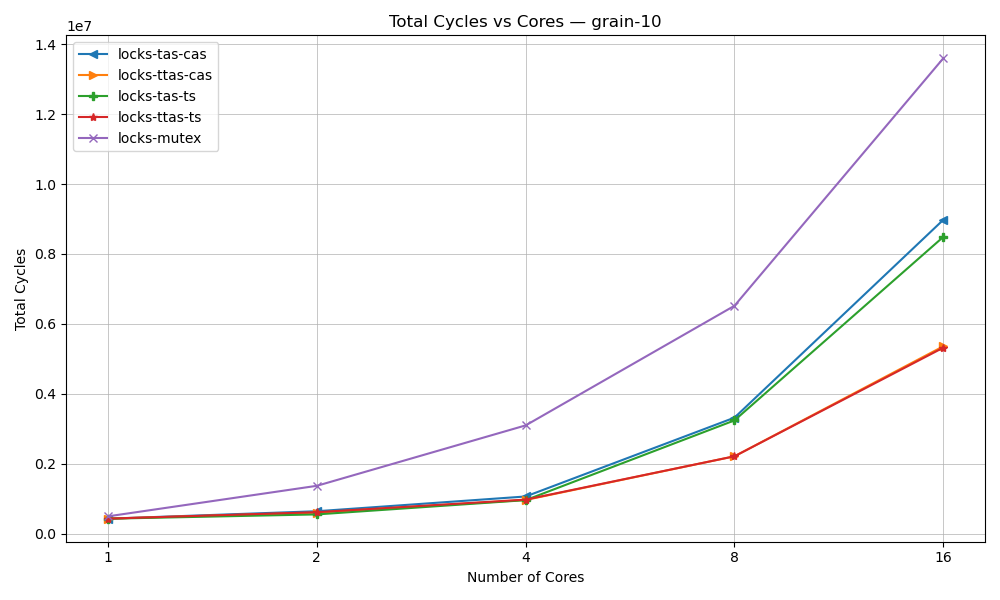 Total Cycles vs Cores — grain-10
1e7
1.4
1.2
1.0
0.8
0.6
0.4
0.2
0.0
Total Cycles
locks-tas-cas
locks-ttas-cas
locks-tas-ts
locks-ttas-ts
locks-mutex
1
2
4
8
16
Number of Cores